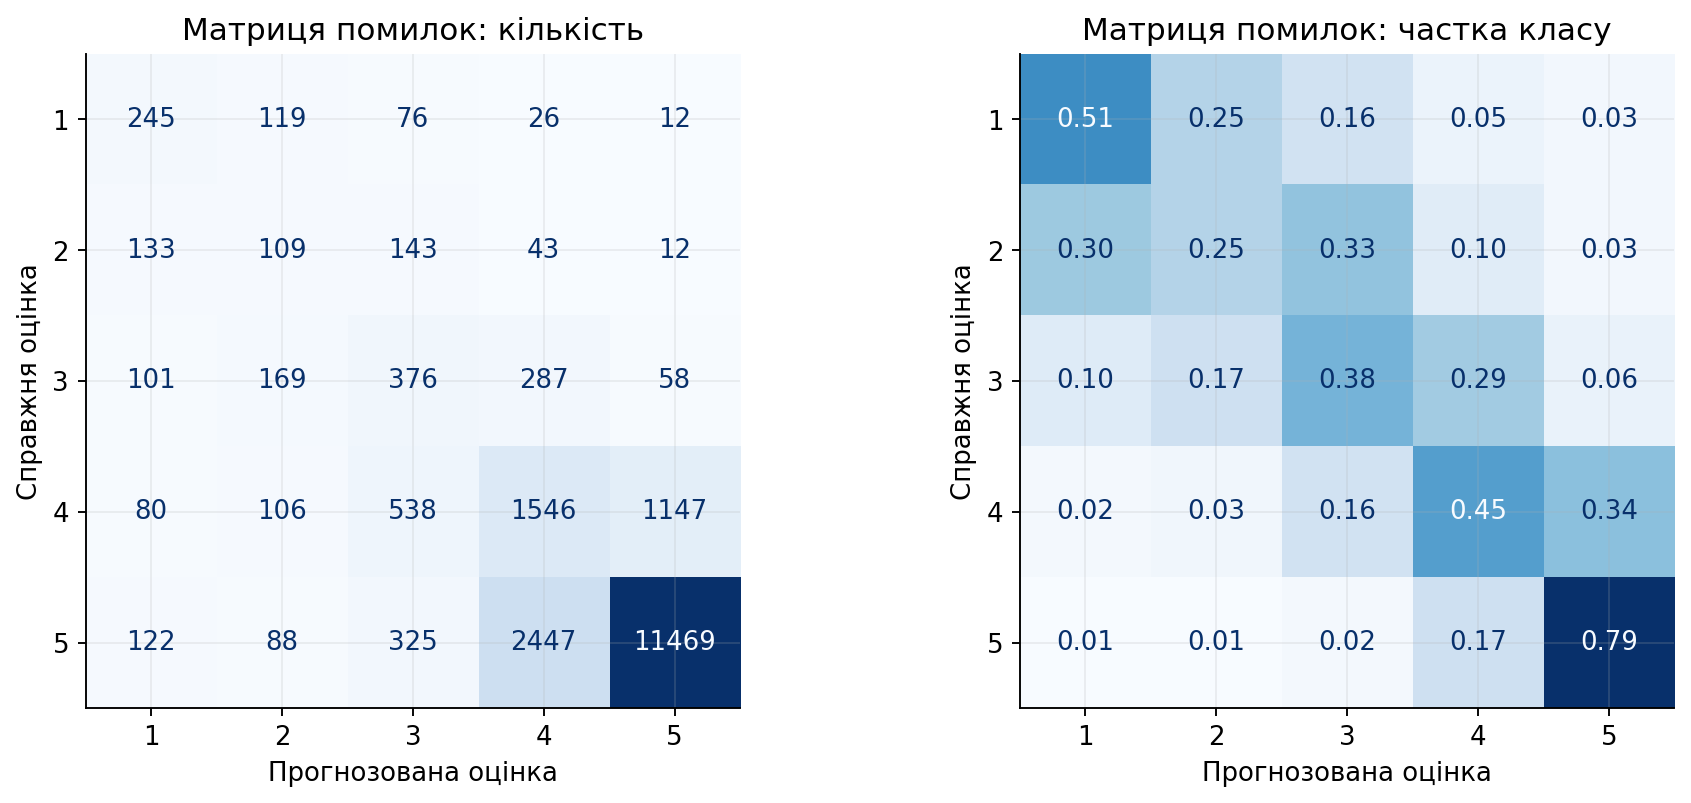 Матриця помилок: кількість
1 245 119 76 26 12
2 133 109 143 43 12
3 101 169 376 287 58
4 80 106 538 1546 1147
5 122 88 325 2447 11469
1 2 3 4 5
Прогнозована оцінка
Справжня оцінка
Матриця помилок: частка класу
1 0.51 0.25 0.16 0.05 0.03
2 0.30 0.25 0.33 0.10 0.03
3 0.10 0.17 0.38 0.29 0.06
4 0.02 0.03 0.16 0.45 0.34
5 0.01 0.01 0.02 0.17 0.79
1 2 3 4 5
Прогнозована оцінка
Справжня оцінка